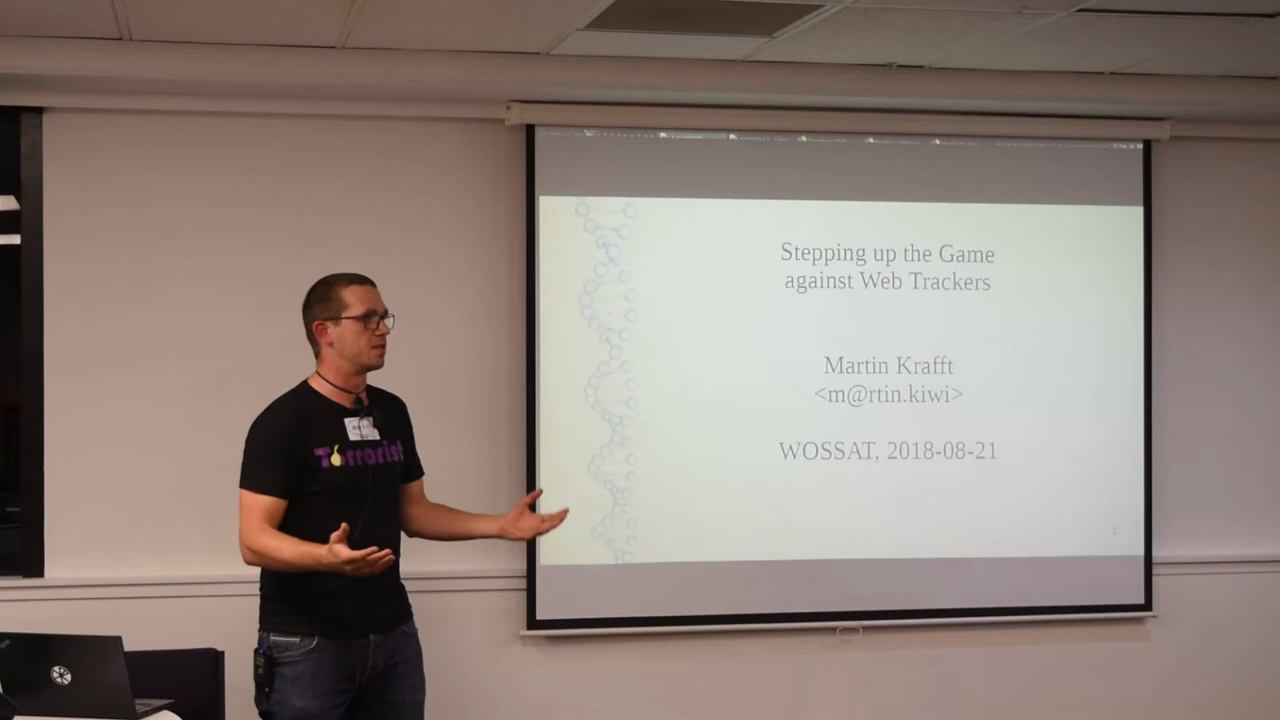 Stepping up the Game
against Web Trackers
Martin Krafft
<m@rtin.kiwi>
WOSSAT, 2018-08-21
Torrorist